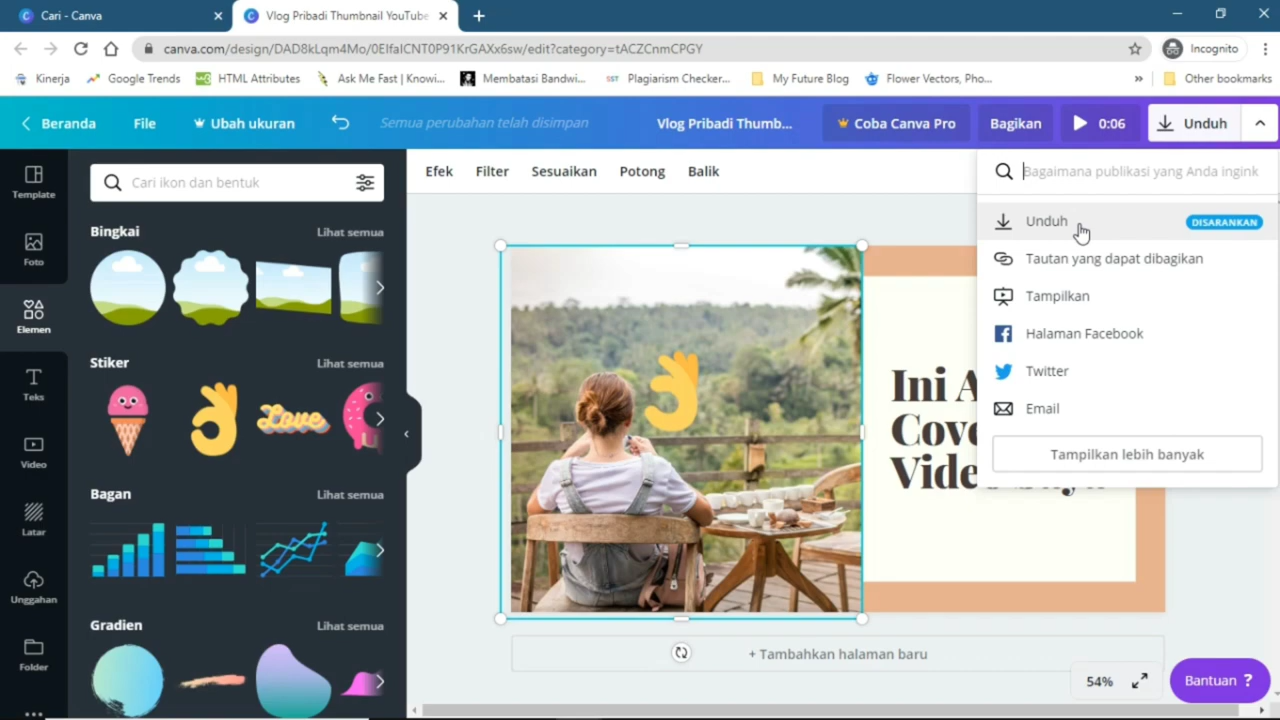 Cari - Canva
Vlog Pribadi Thumbnail YouTube
canva.com/design/DAD8kLqm4Mo/0ElfaICNT0P91KrGAXx6sw/edit?category=tACZCnmCPGY
Incognito
Kinerja
Google Trends
HTML Attributes
Ask Me Fast | Knowi...
Membatasi Bandwi...
Plagiarism Checker...
My Future Blog
Flower Vectors, Pho...
»
Other bookmarks
Beranda
File
Ubah ukuran
Semua perubahan telah disimpan
Vlog Pribadi Thumb...
Coba Canva Pro
Bagikan
0:06
Unduh
Template
Foto
Elemen
Teks
Video
Latar
Unggahan
Folder
Cari ikon dan bentuk
Bingkai
Lihat semua
Stiker
Lihat semua
Love
Bagan
Lihat semua
Gradien
Lihat semua
Efek
Filter
Sesuaikan
Potong
Balik
Ini A
Cove
Vide
Bagaimana publikasi yang Anda ingink
Unduh
DISARANKAN
Tautan yang dapat dibagikan
Tampilkan
Halaman Facebook
Twitter
Email
Tampilkan lebih banyak
+ Tambahkan halaman baru
54%
Bantuan ?